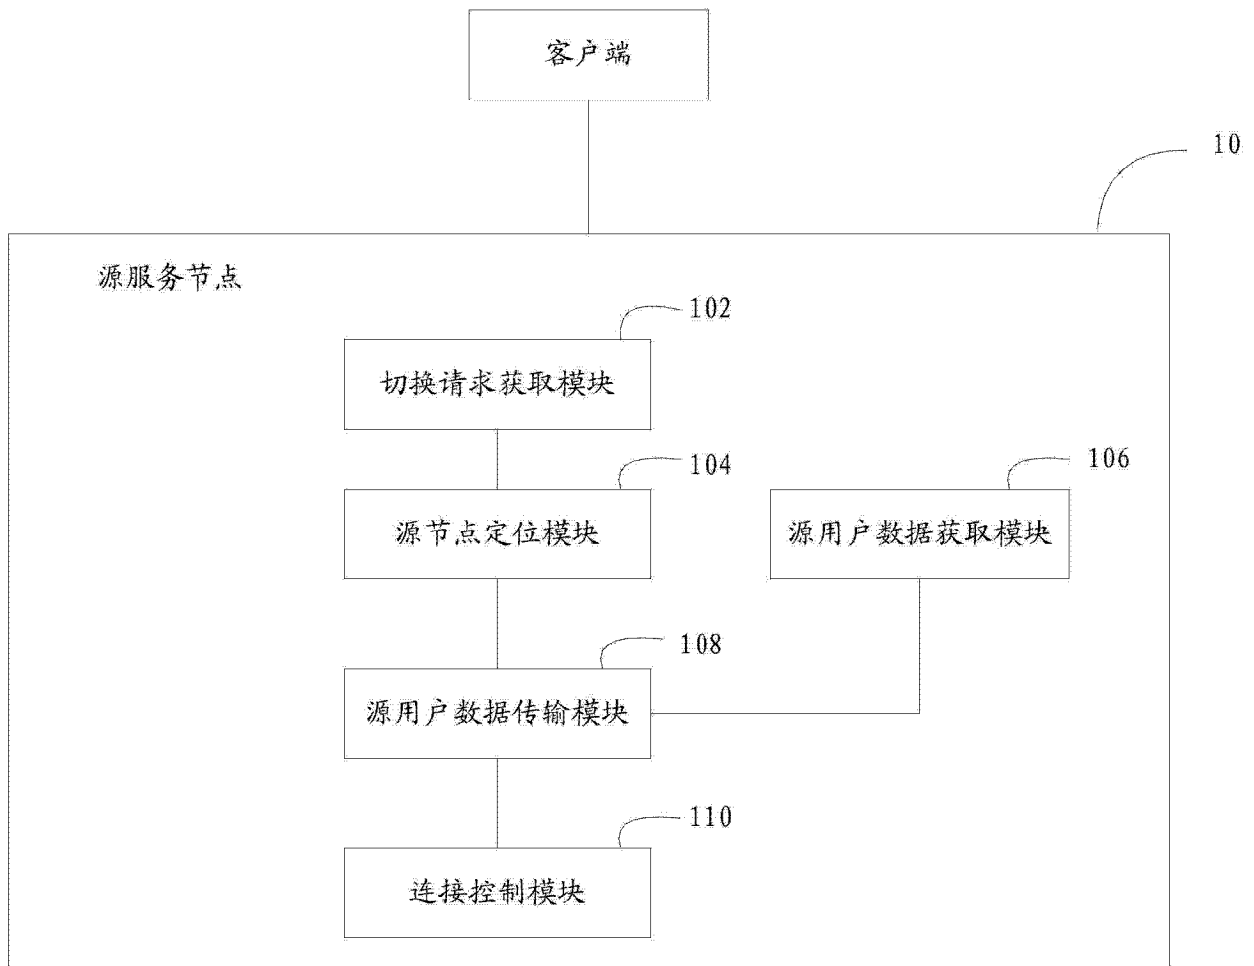 客户端
10
源服务节点
102
切换请求获取模块
104
106
源节点定位模块
源用户数据获取模块
108
源用户数据传输模块
110
连接控制模块